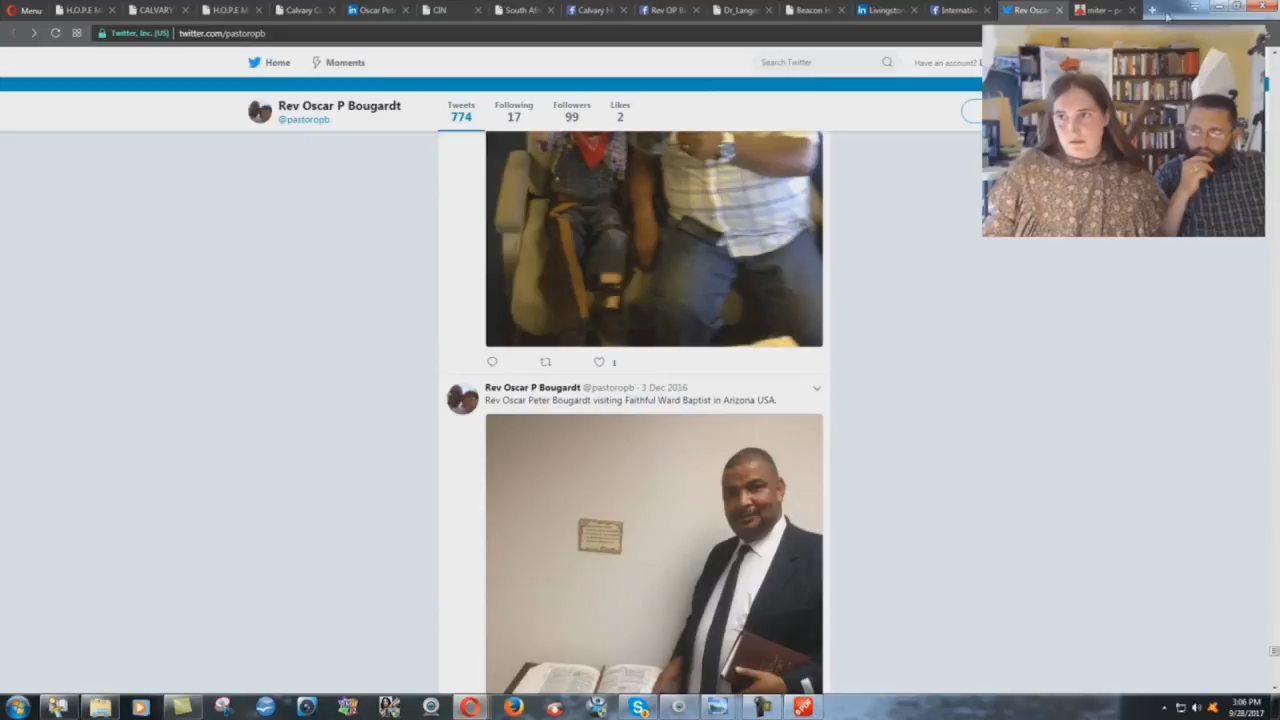 Menu
H.O.P.E M
CALVARY
H.O.P.E M
Calvary C
Oscar Pet
CIN
South Af
Calvary H
Rev OP B
Dr_Lange
Beacon H
Livingsto
Internati
Rev Osca
miter – p
Twitter, Inc. [US]
twitter.com/pastoropb
Home
Moments
Search Twitter
Have an account?
Rev Oscar P Bougardt
@pastoropb
Tweets
774
Following
17
Followers
99
Likes
2
1
Rev Oscar P Bougardt @pastoropb · 3 Dec 2016
Rev Oscar Peter Bougardt visiting Faithful Ward Baptist in Arizona USA.
3:06 PM
9/28/2017